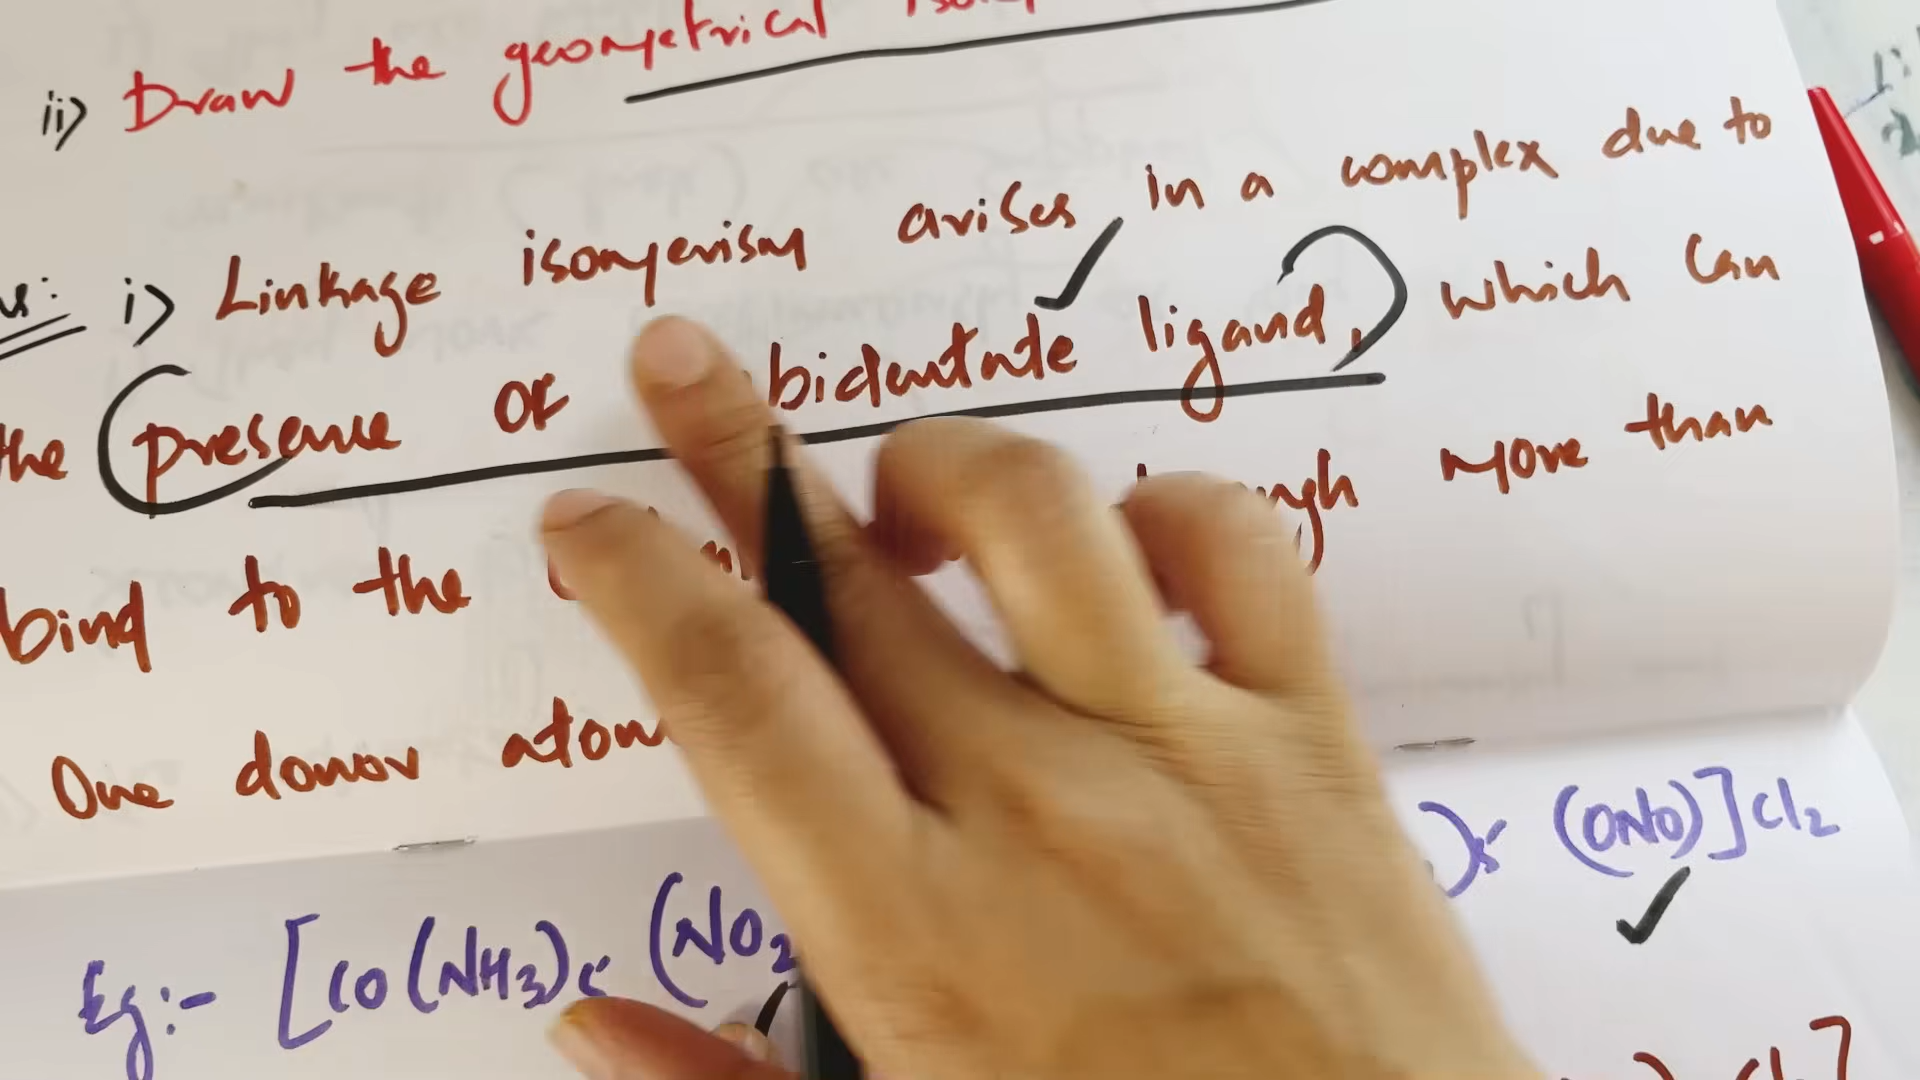 ii) Draw the geometrical
i) Linkage isomerism arises in a complex due to
the presence of bidentate ligand, which can
bind to the more than
One donor atom
Eg:- [Co(NH3)5 (NO2 )5 (ONO)]Cl2